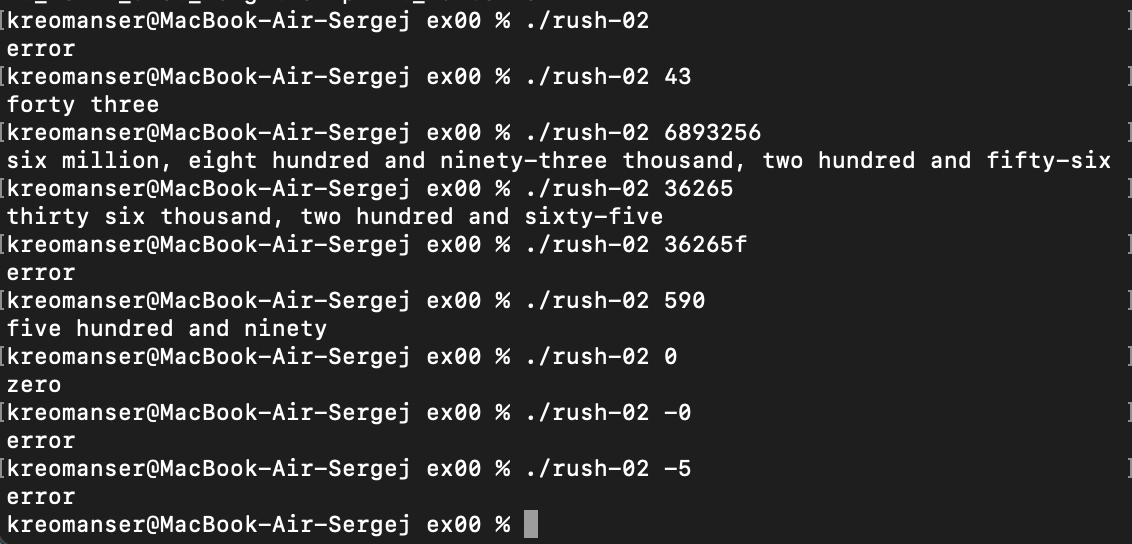 [kreomanser@MacBook-Air-Sergej ex00 % ./rush-02 ]
error
[kreomanser@MacBook-Air-Sergej ex00 % ./rush-02 43 ]
forty three
[kreomanser@MacBook-Air-Sergej ex00 % ./rush-02 6893256 ]
six million, eight hundred and ninety-three thousand, two hundred and fifty-six
[kreomanser@MacBook-Air-Sergej ex00 % ./rush-02 36265 ]
thirty six thousand, two hundred and sixty-five
[kreomanser@MacBook-Air-Sergej ex00 % ./rush-02 36265f ]
error
[kreomanser@MacBook-Air-Sergej ex00 % ./rush-02 590 ]
five hundred and ninety
[kreomanser@MacBook-Air-Sergej ex00 % ./rush-02 0 ]
zero
[kreomanser@MacBook-Air-Sergej ex00 % ./rush-02 -0 ]
error
[kreomanser@MacBook-Air-Sergej ex00 % ./rush-02 -5 ]
error
kreomanser@MacBook-Air-Sergej ex00 %